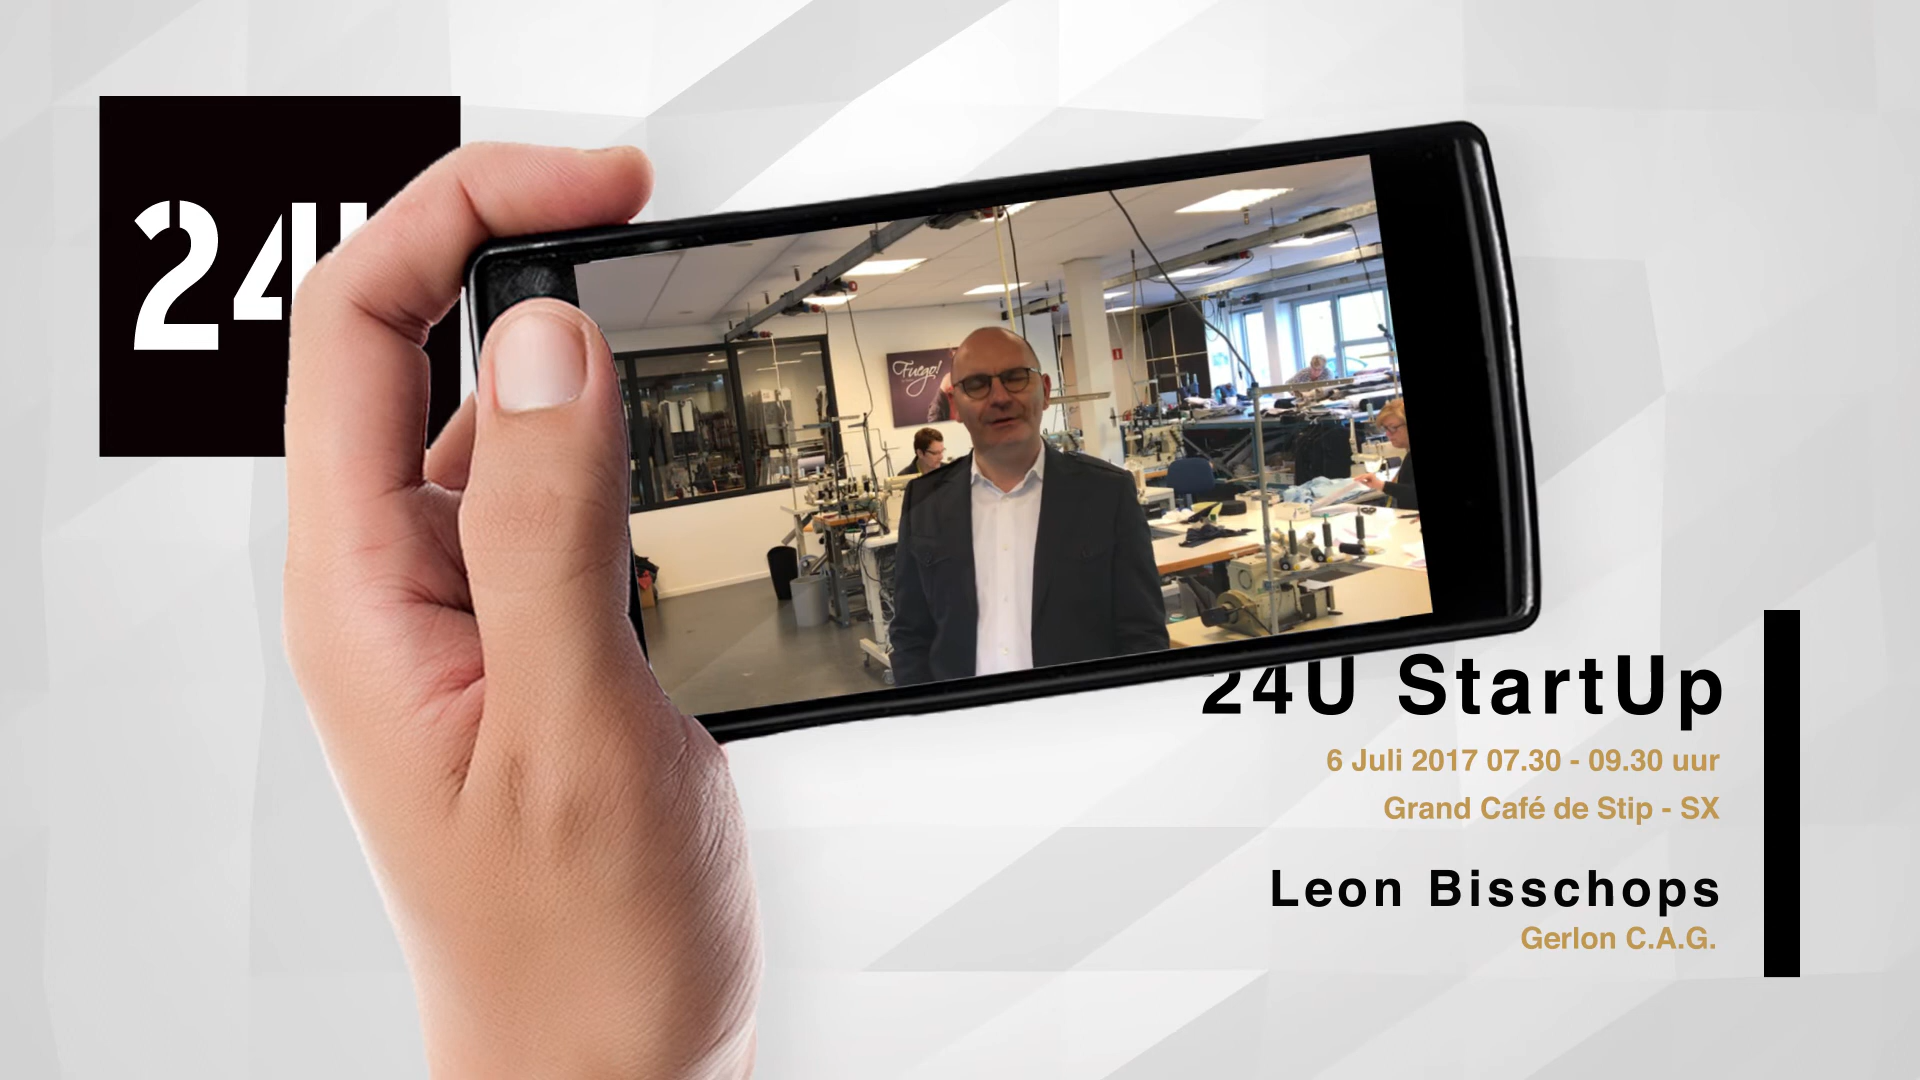 24U
Fuego!
24U StartUp
6 Juli 2017 07.30 - 09.30 uur
Grand Café de Stip - SX
Leon Bisschops
Gerlon C.A.G.